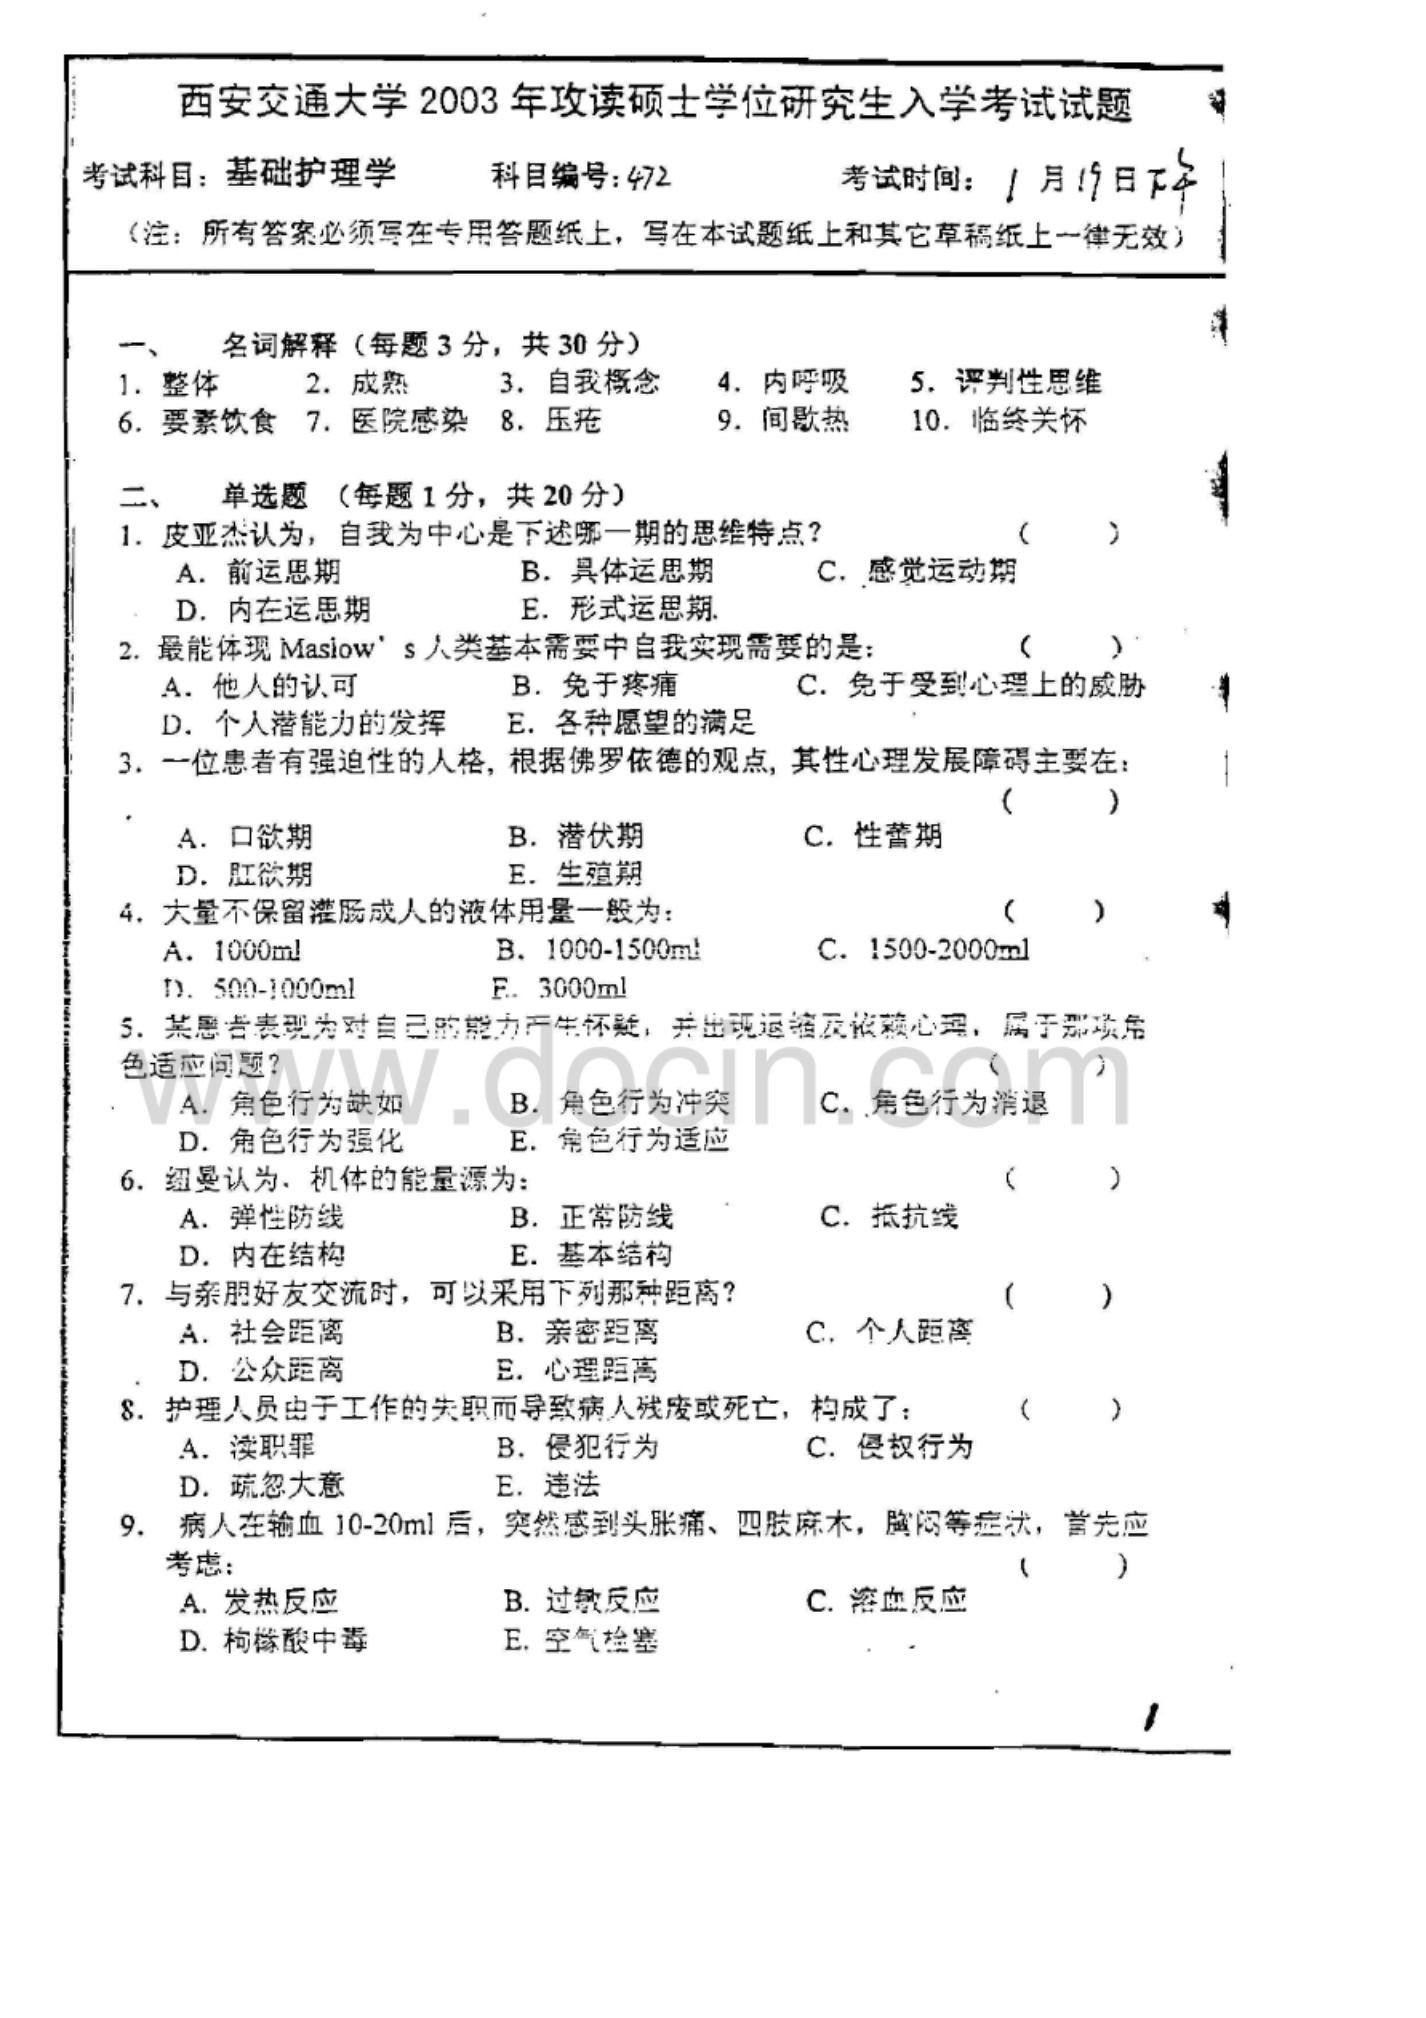 西安交通大学 2003 年攻读硕士学位研究生入学考试试题
考试科目：基础护理学 科目编号:472 考试时间：1月19日下午
（注：所有答案必须写在专用答题纸上，写在本试题纸上和其它草稿纸上一律无效）
一、 名词解释（每题 3 分，共 30 分）
1．整体 2．成熟 3．自我概念 4．内呼吸 5．评判性思维
6．要素饮食 7．医院感染 8．压疮 9．间歇热 10．临终关怀
二、 单选题 （每题 1 分，共 20 分）
1．皮亚杰认为，自我为中心是下述哪一期的思维特点？ （ ）
A．前运思期 B．具体运思期 C．感觉运动期
D．内在运思期 E．形式运思期.
2．最能体现 Maslow’s 人类基本需要中自我实现需要的是： （ ）
A．他人的认可 B．免于疼痛 C．免于受到心理上的威胁
D．个人潜能力的发挥 E．各种愿望的满足
3．一位患者有强迫性的人格, 根据佛罗依德的观点, 其性心理发展障碍主要在：
（ ）
A．口欲期 B．潜伏期 C．性蕾期
D．肛欲期 E．生殖期
4．大量不保留灌肠成人的液体用量一般为： （ ）
A．1000ml B．1000-1500ml C．1500-2000ml
D．500-1000ml E．3000ml
5．某患者表现为对自己的能力产生怀疑，并出现退缩及依赖心理，属于那项角
色适应问题？ （ ）
A．角色行为缺如 B．角色行为冲突 C．角色行为消退
D．角色行为强化 E．角色行为适应
6．纽曼认为、机体的能量源为： （ ）
A．弹性防线 B．正常防线 C．抵抗线
D．内在结构 E．基本结构
7．与亲朋好友交流时，可以采用下列那种距离？ （ ）
A．社会距离 B．亲密距离 C．个人距离
D．公众距离 E．心理距离
8．护理人员由于工作的失职而导致病人残废或死亡，构成了： （ ）
A．渎职罪 B．侵犯行为 C．侵权行为
D．疏忽大意 E．违法
9． 病人在输血 10-20ml 后，突然感到头胀痛、四肢麻木，胸闷等症状，首先应
考虑： （ ）
A. 发热反应 B. 过敏反应 C. 溶血反应
D. 枸橼酸中毒 E. 空气栓塞
1
www.docin.com